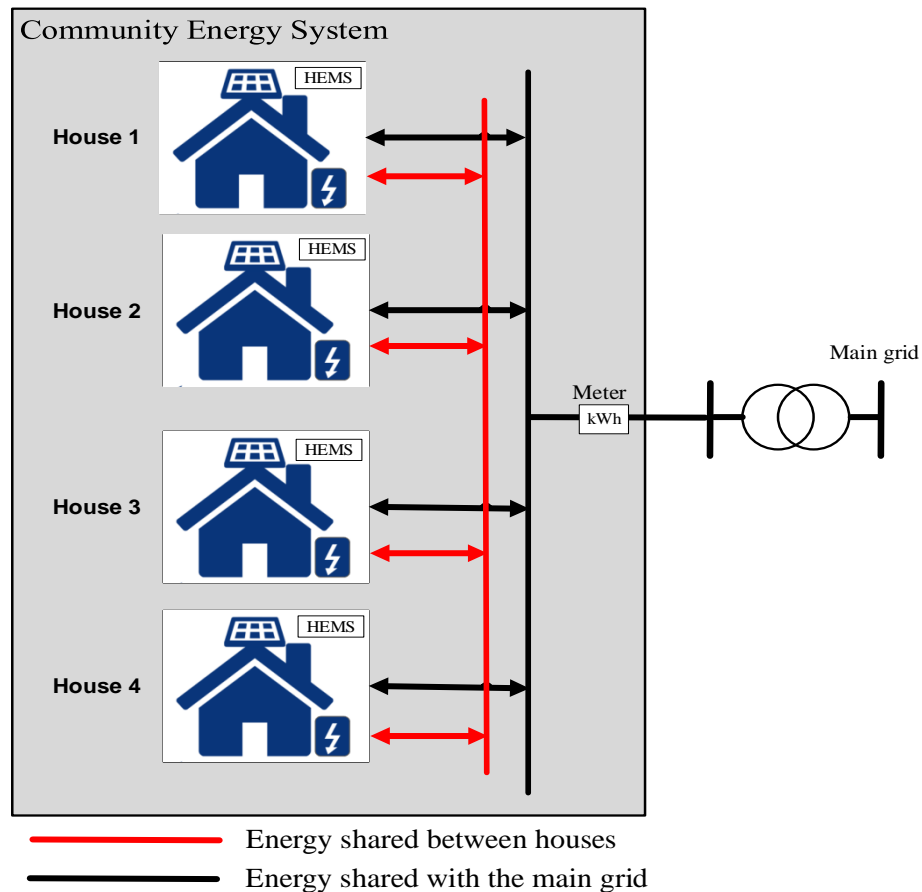 Community Energy System
HEMS
House 1
HEMS
House 2
Main grid
Meter
kWh
HEMS
House 3
HEMS
House 4
Energy shared between houses
Energy shared with the main grid